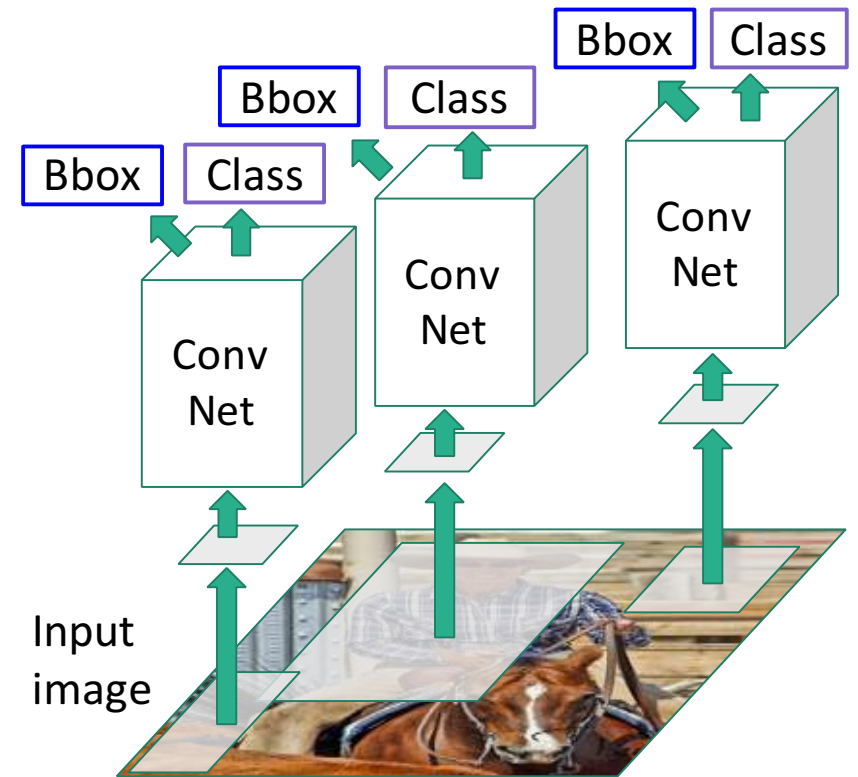 Bbox Class
Bbox Class
Bbox Class
Conv
Net
Conv
Net
Conv
Net
Input
image